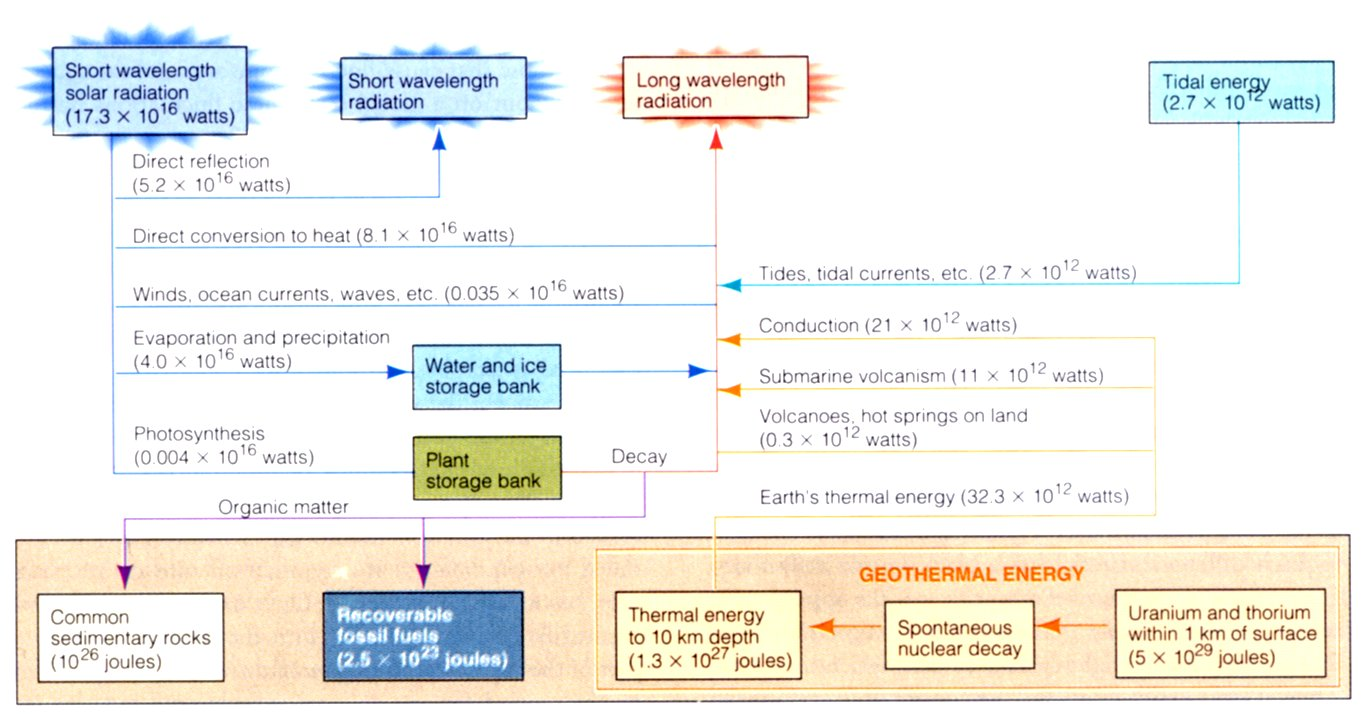 Short wavelength
solar radiation
(17.3 × 10¹⁶ watts)
Short wavelength
radiation
Long wavelength
radiation
Tidal energy
(2.7 × 10¹² watts)
Direct reflection
(5.2 × 10¹⁶ watts)
Direct conversion to heat (8.1 × 10¹⁶ watts)
Tides, tidal currents, etc. (2.7 × 10¹² watts)
Winds, ocean currents, waves, etc. (0.035 × 10¹⁶ watts)
Conduction (21 × 10¹² watts)
Evaporation and precipitation
(4.0 × 10¹⁶ watts)
Water and ice
storage bank
Submarine volcanism (11 × 10¹² watts)
Volcanoes, hot springs on land
(0.3 × 10¹² watts)
Photosynthesis
(0.004 × 10¹⁶ watts)
Plant
storage bank
Decay
Earth's thermal energy (32.3 × 10¹² watts)
Organic matter
GEOTHERMAL ENERGY
Common
sedimentary rocks
(10²⁶ joules)
Recoverable
fossil fuels
(2.5 × 10²³ joules)
Thermal energy
to 10 km depth
(1.3 × 10²⁷ joules)
Spontaneous
nuclear decay
Uranium and thorium
within 1 km of surface
(5 × 10²⁹ joules)